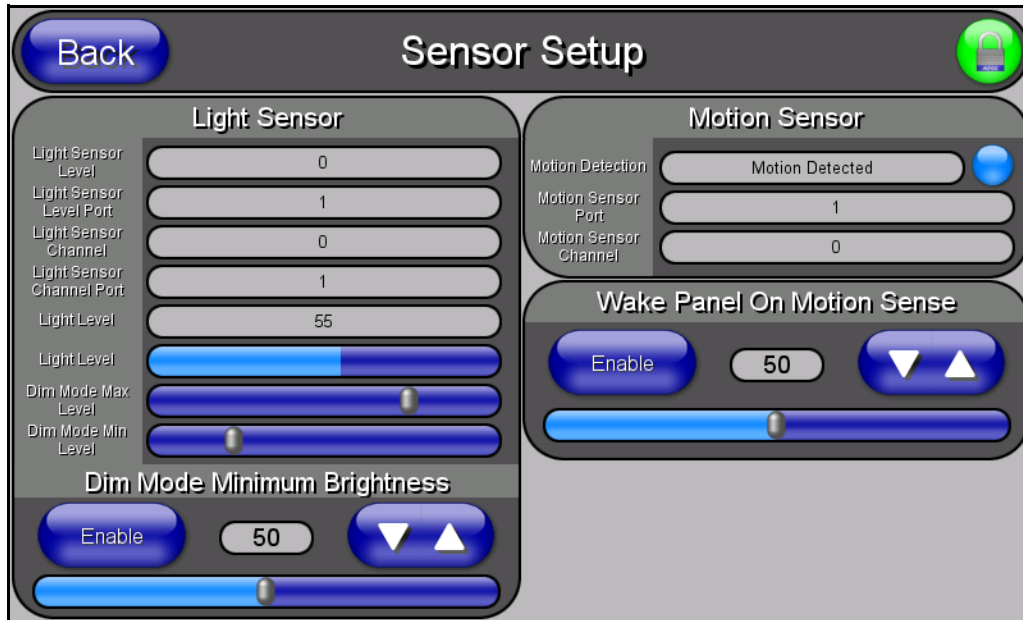 Back
Sensor Setup
Light Sensor
Light Sensor
Level
0
Light Sensor
Level Port
1
Light Sensor
Channel
0
Light Sensor
Channel Port
1
Light Level
55
Light Level
Dim Mode Max
Level
Dim Mode Min
Level
Dim Mode Minimum Brightness
Enable
50
Motion Sensor
Motion Detection
Motion Detected
Motion Sensor
Port
1
Motion Sensor
Channel
0
Wake Panel On Motion Sense
Enable
50